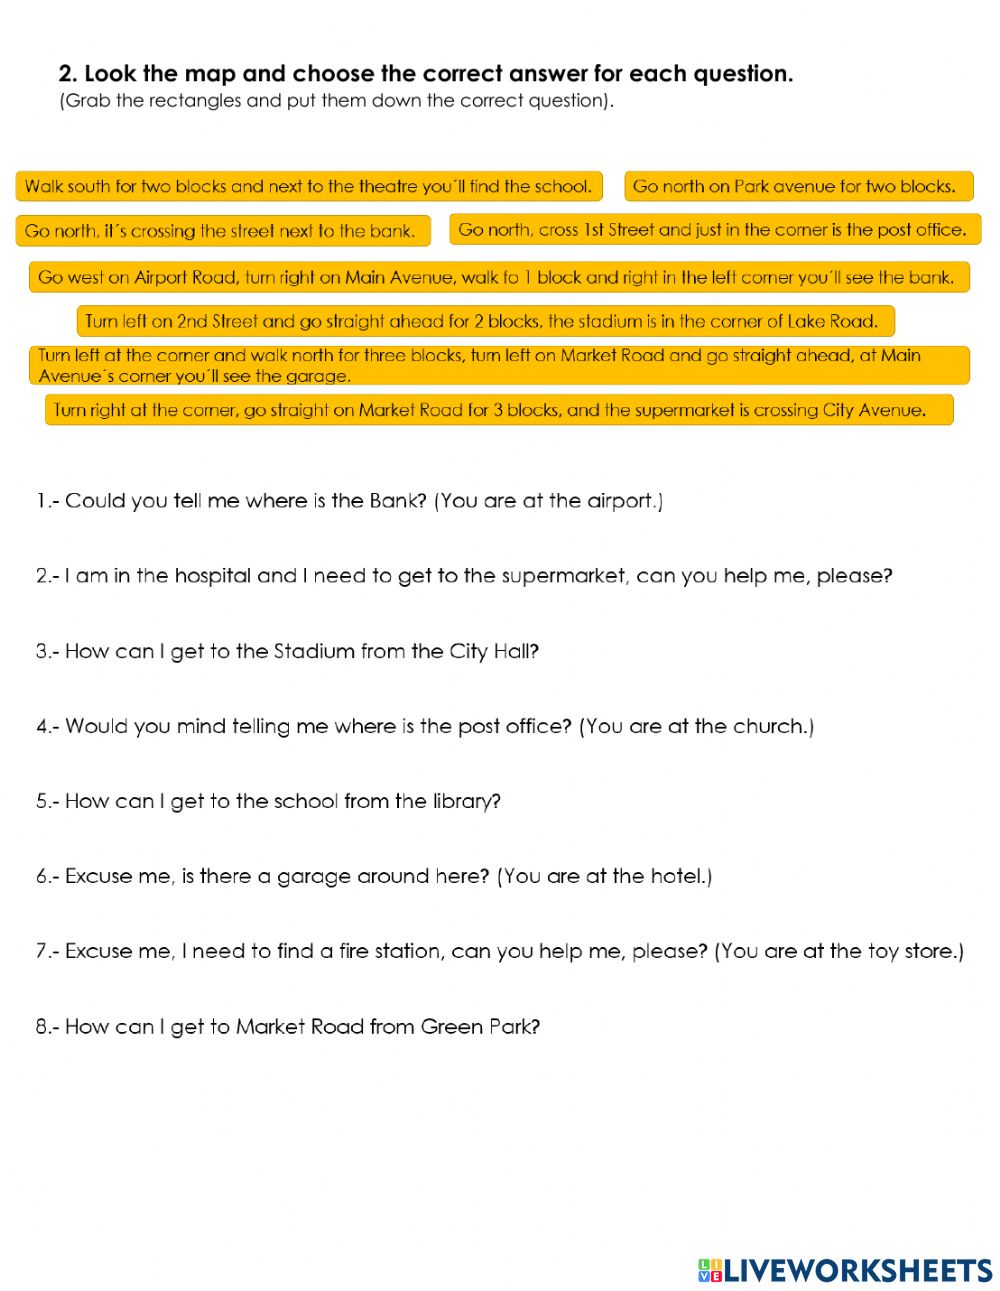 2. Look the map and choose the correct answer for each question.
(Grab the rectangles and put them down the correct question).
Walk south for two blocks and next to the theatre you´ll find the school.
Go north on Park avenue for two blocks.
Go north, it´s crossing the street next to the bank.
Go north, cross 1st Street and just in the corner is the post office.
Go west on Airport Road, turn right on Main Avenue, walk fo 1 block and right in the left corner you´ll see the bank.
Turn left on 2nd Street and go straight ahead for 2 blocks, the stadium is in the corner of Lake Road.
Turn left at the corner and walk north for three blocks, turn left on Market Road and go straight ahead, at Main
Avenue´s corner you´ll see the garage.
Turn right at the corner, go straight on Market Road for 3 blocks, and the supermarket is crossing City Avenue.
1.- Could you tell me where is the Bank? (You are at the airport.)
2.- I am in the hospital and I need to get to the supermarket, can you help me, please?
3.- How can I get to the Stadium from the City Hall?
4.- Would you mind telling me where is the post office? (You are at the church.)
5.- How can I get to the school from the library?
6.- Excuse me, is there a garage around here? (You are at the hotel.)
7.- Excuse me, I need to find a fire station, can you help me, please? (You are at the toy store.)
8.- How can I get to Market Road from Green Park?
LIVE LIVEWORKSHEETS